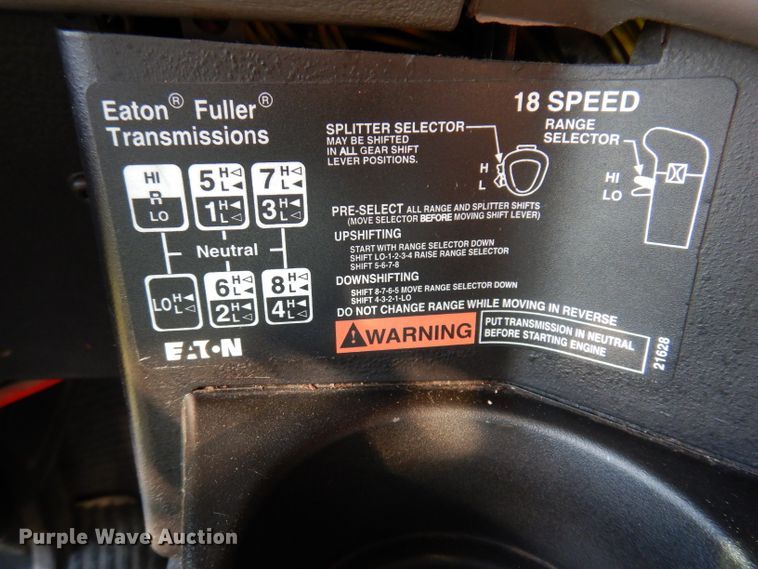 Eaton® Fuller®
Transmissions
18 SPEED
SPLITTER SELECTOR
MAY BE SHIFTED
IN ALL GEAR SHIFT
LEVER POSITIONS.
H
L
RANGE
SELECTOR
HI
LO
HI
R
LO
5 H
L
1 H
L
7 H
L
3 H
L
Neutral
LO H
L
6 H
L
2 H
L
8 H
L
4 H
L
PRE-SELECT ALL RANGE AND SPLITTER SHIFTS
(MOVE SELECTOR BEFORE MOVING SHIFT LEVER)
UPSHIFTING
START WITH RANGE SELECTOR DOWN
SHIFT LO-1-2-3-4 RAISE RANGE SELECTOR
SHIFT 5-6-7-8
DOWNSHIFTING
SHIFT 8-7-6-5 MOVE RANGE SELECTOR DOWN
SHIFT 4-3-2-1-LO
DO NOT CHANGE RANGE WHILE MOVING IN REVERSE
WARNING
PUT TRANSMISSION IN NEUTRAL
BEFORE STARTING ENGINE
21628
EATON
Purple Wave Auction
purplewave.com